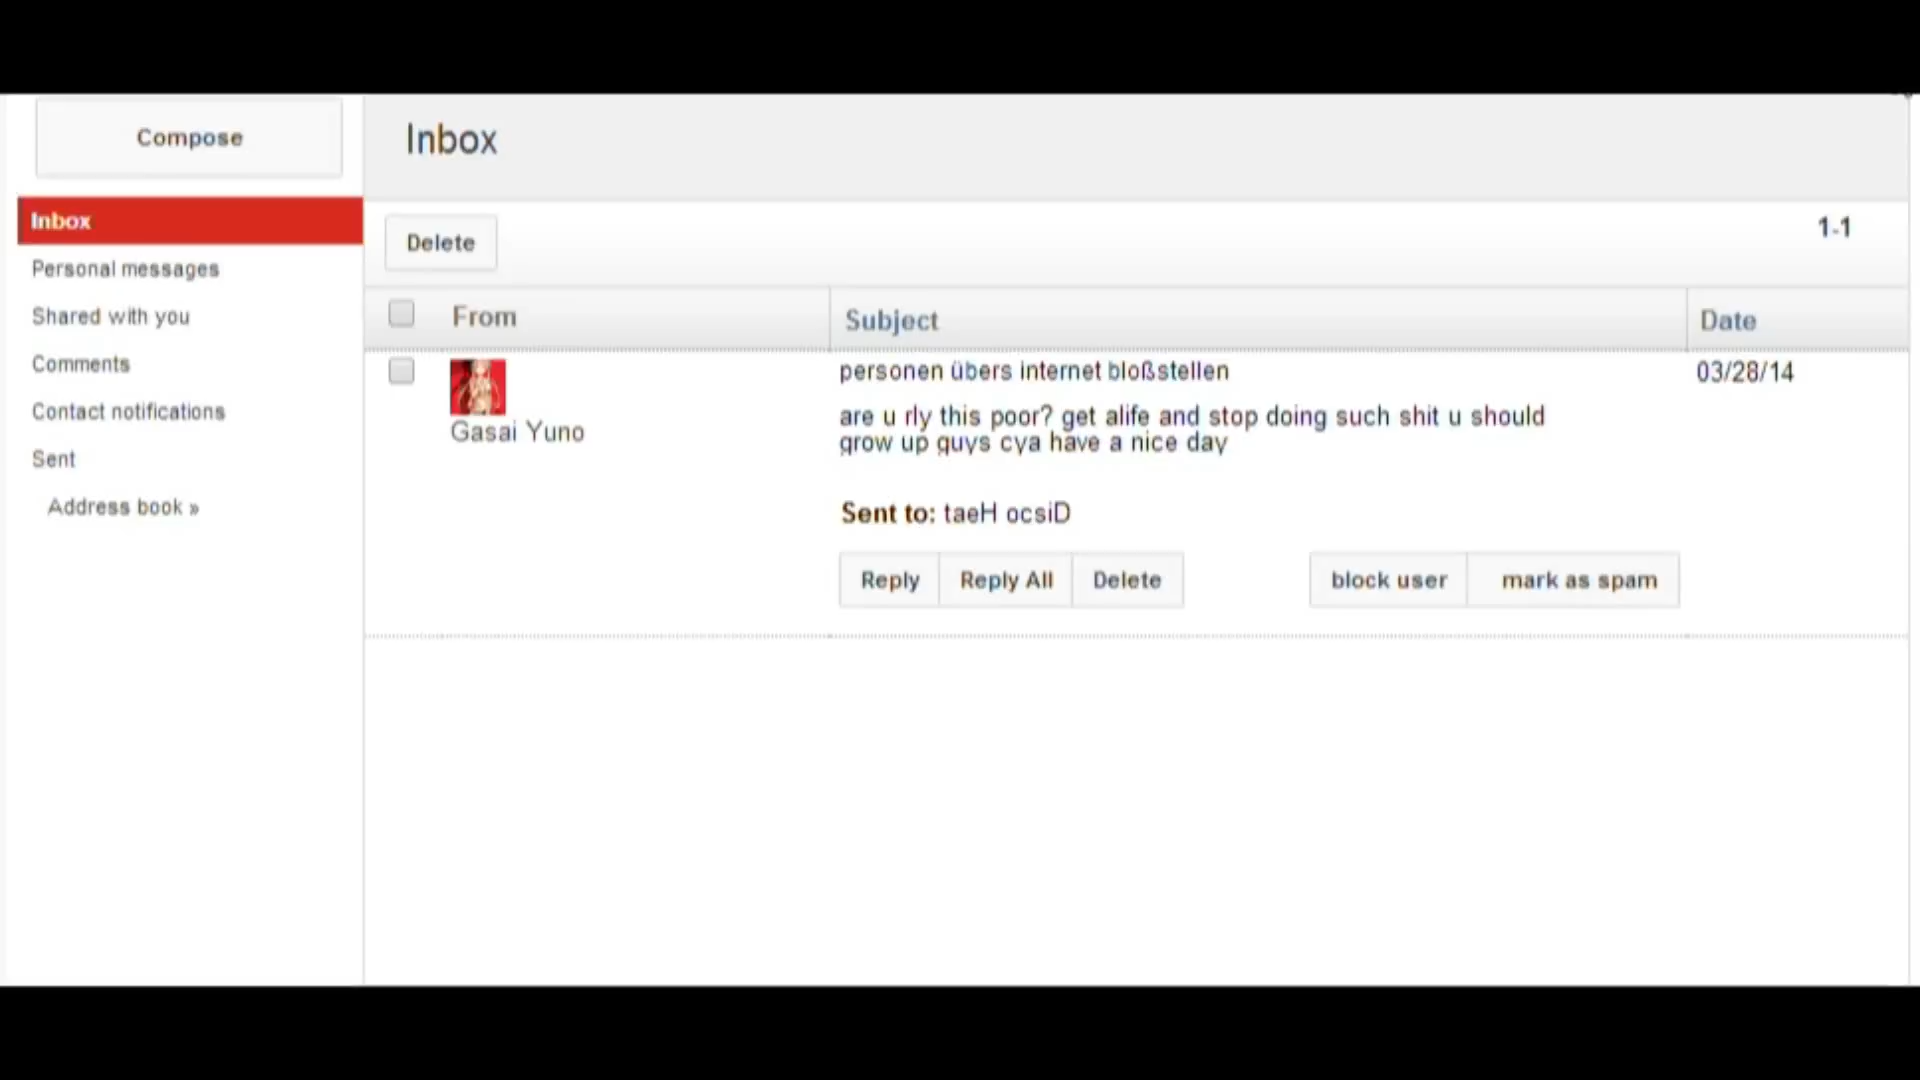 Compose
Inbox
Inbox
Personal messages
Shared with you
Comments
Contact notifications
Sent
Address book »
Delete
1-1
From
Subject
Date
Gasai Yuno
personen übers internet bloßstellen
03/28/14
are u rly this poor? get alife and stop doing such shit u should
grow up guys cya have a nice day
Sent to: taeH ocsiD
Reply
Reply All
Delete
block user
mark as spam